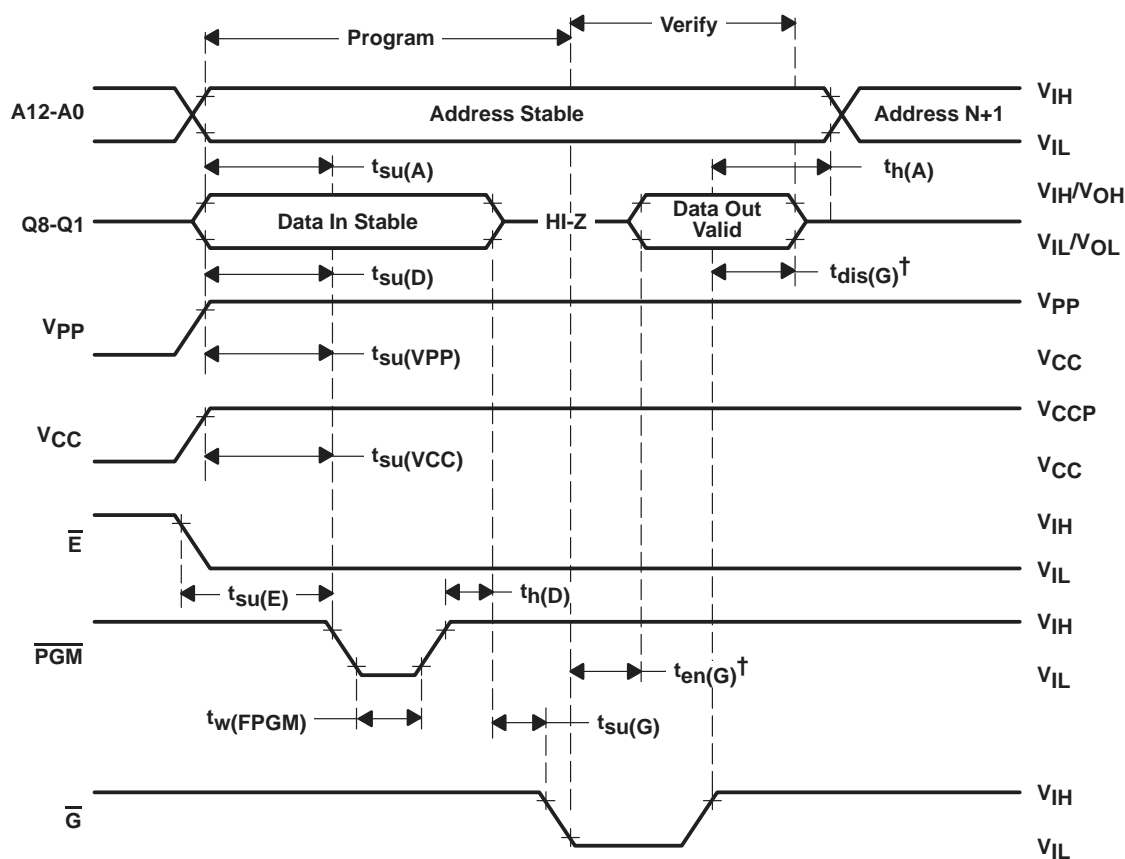 Program
Verify
A12-A0
Address Stable
Address N+1
VIH
VIL
tsu(A)
th(A)
Q8-Q1
Data In Stable
HI-Z
Data Out
Valid
VIH/VOH
VIL/VOL
tsu(D)
tdis(G)†
VPP
VPP
tsu(VPP)
VCC
VCC
VCCP
tsu(VCC)
VCC
E
VIH
VIL
tsu(E)
th(D)
PGM
VIH
VIL
ten(G)†
tw(FPGM)
tsu(G)
G
VIH
VIL